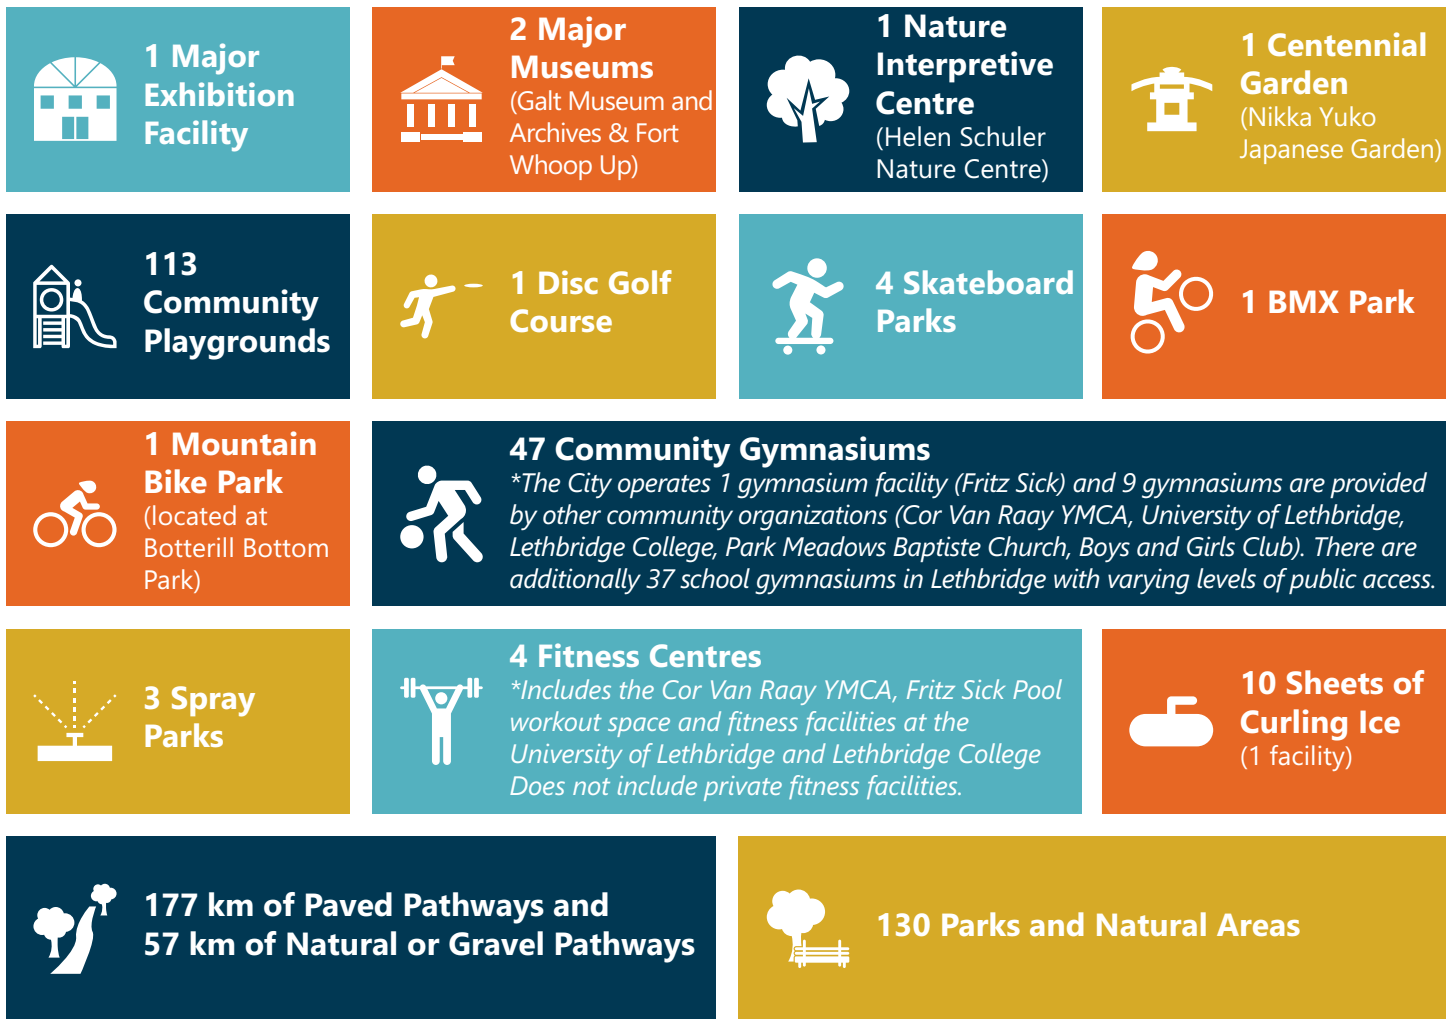 1 Major
Exhibition
Facility
2 Major
Museums
(Galt Museum and
Archives & Fort
Whoop Up)
1 Nature
Interpretive
Centre
(Helen Schuler
Nature Centre)
1 Centennial
Garden
(Nikka Yuko
Japanese Garden)
113
Community
Playgrounds
1 Disc Golf
Course
4 Skateboard
Parks
1 BMX Park
1 Mountain
Bike Park
(located at
Botterill Bottom
Park)
47 Community Gymnasiums
*The City operates 1 gymnasium facility (Fritz Sick) and 9 gymnasiums are provided
by other community organizations (Cor Van Raay YMCA, University of Lethbridge,
Lethbridge College, Park Meadows Baptiste Church, Boys and Girls Club). There are
additionally 37 school gymnasiums in Lethbridge with varying levels of public access.
3 Spray
Parks
4 Fitness Centres
*Includes the Cor Van Raay YMCA, Fritz Sick Pool
workout space and fitness facilities at the
University of Lethbridge and Lethbridge College
Does not include private fitness facilities.
10 Sheets of
Curling Ice
(1 facility)
177 km of Paved Pathways and
57 km of Natural or Gravel Pathways
130 Parks and Natural Areas